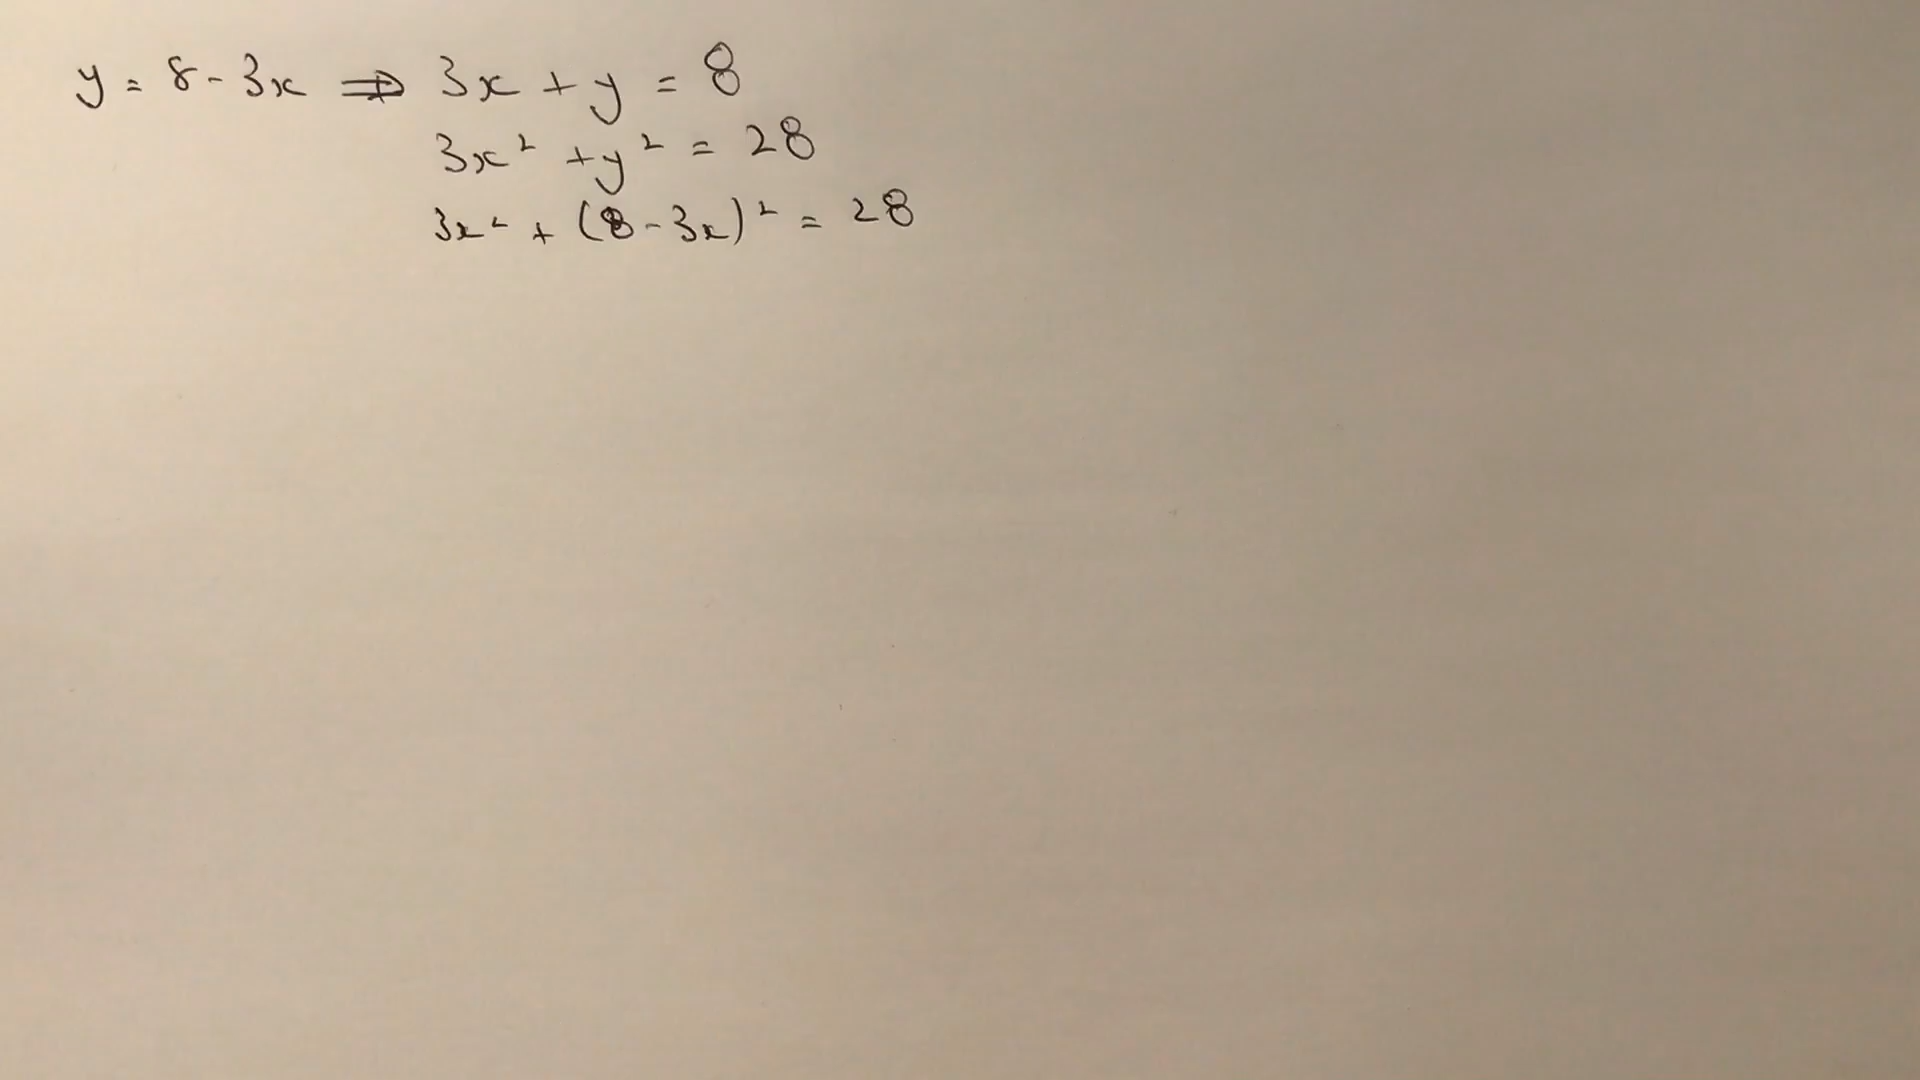 y = 8 - 3x ⇒ 3x + y = 8
3x² + y² = 28
3x² + (8 - 3x)² = 28